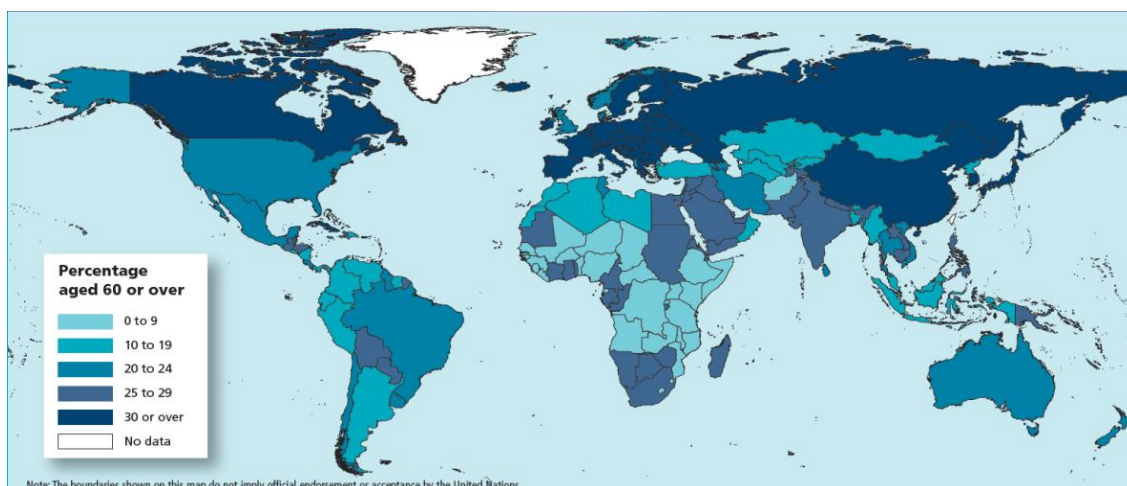 Percentage
aged 60 or over
0 to 9
10 to 19
20 to 24
25 to 29
30 or over
No data
Note: The boundaries shown on this map do not imply official endorsement or acceptance by the United Nations.